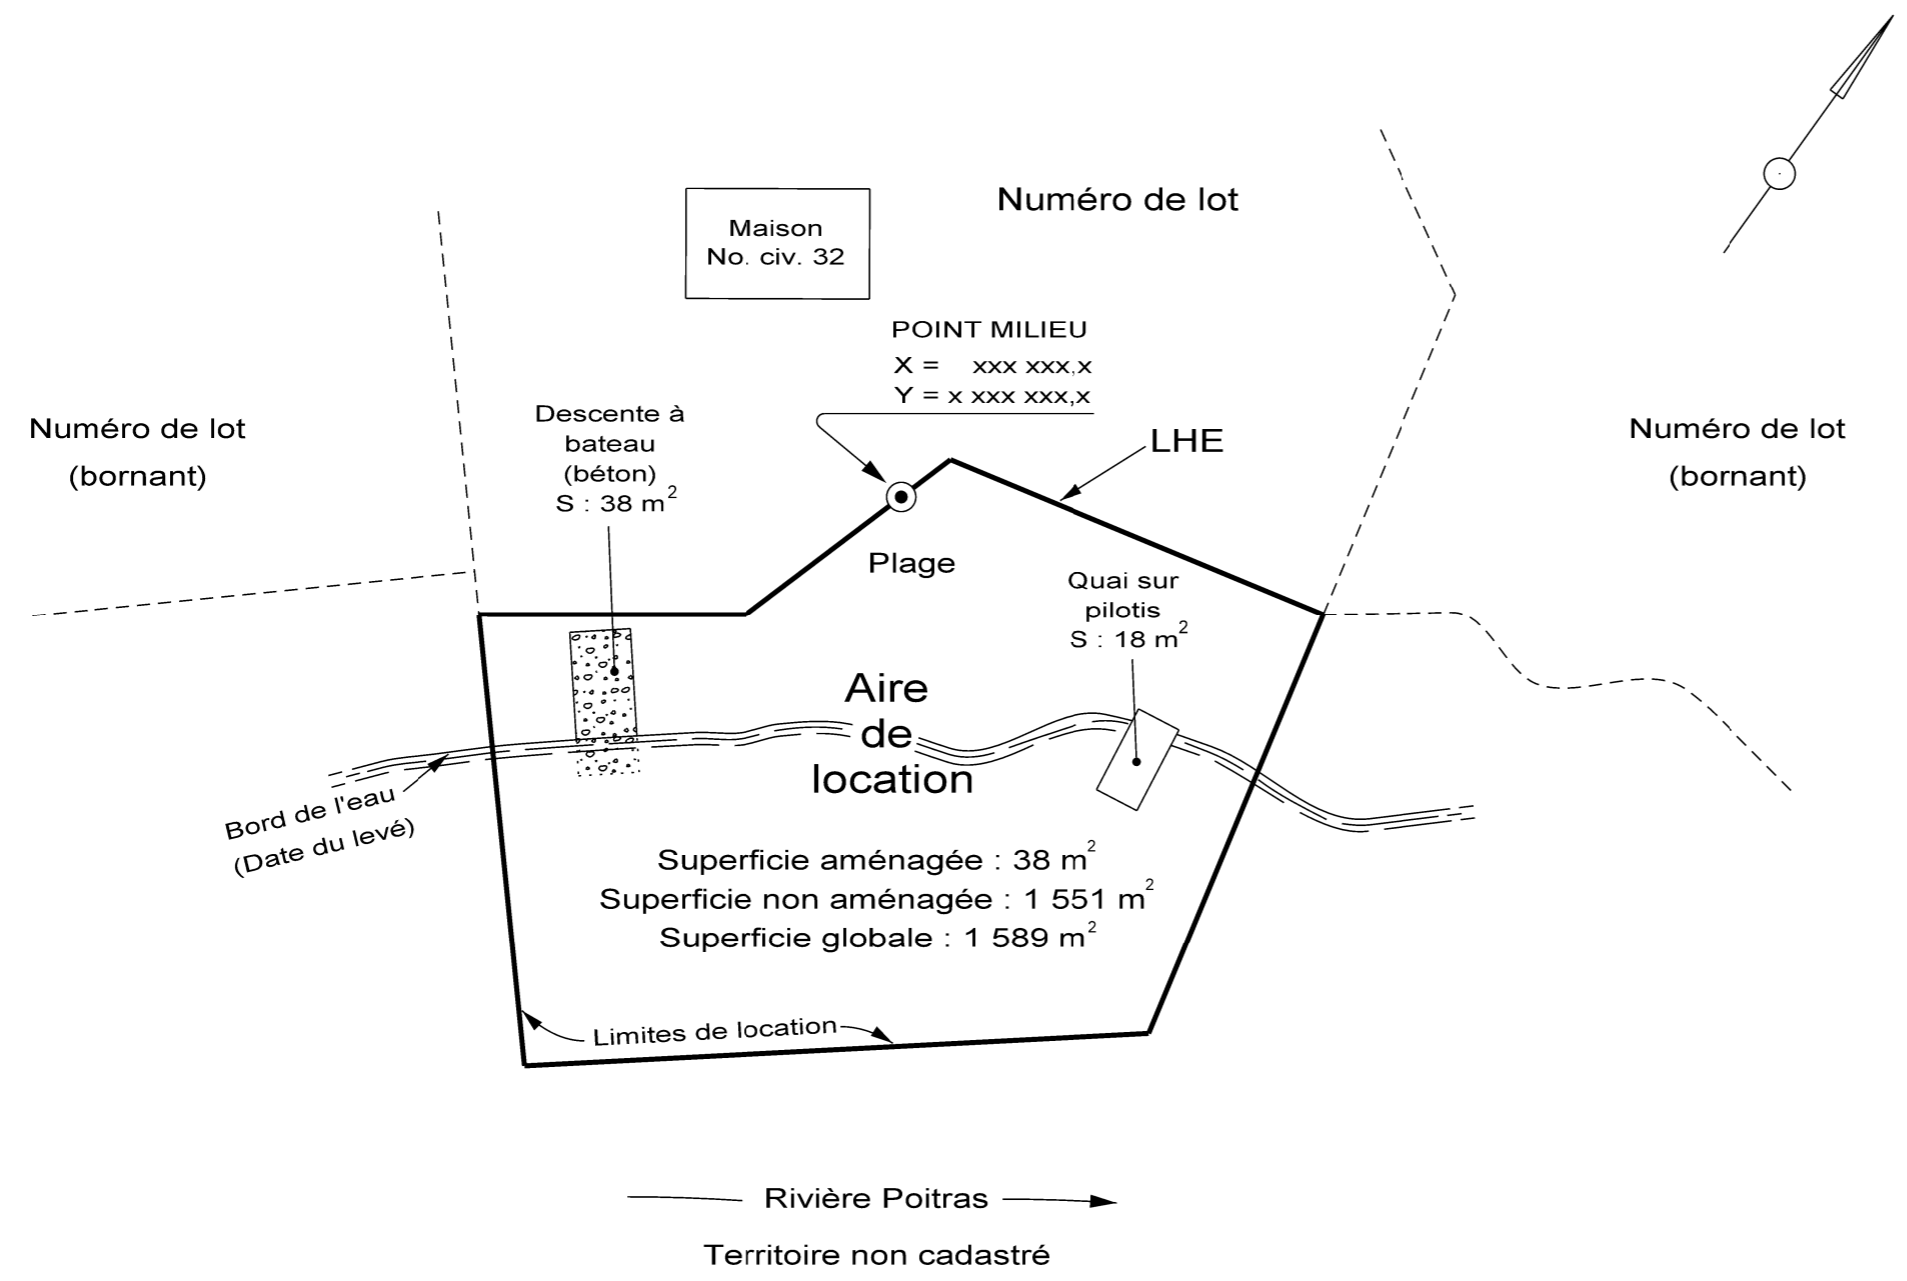 Numéro de lot
Maison
No. civ. 32
POINT MILIEU
X = xxx xxx,x
Y = x xxx xxx,x
Descente à
bateau
(béton)
S : 38 m²
LHE
Numéro de lot
(bornant)
Numéro de lot
(bornant)
Plage
Quai sur
pilotis
S : 18 m²
Aire
de
location
Bord de l'eau
(Date du levé)
Superficie aménagée : 38 m²
Superficie non aménagée : 1 551 m²
Superficie globale : 1 589 m²
Limites de location
Rivière Poitras
Territoire non cadastré